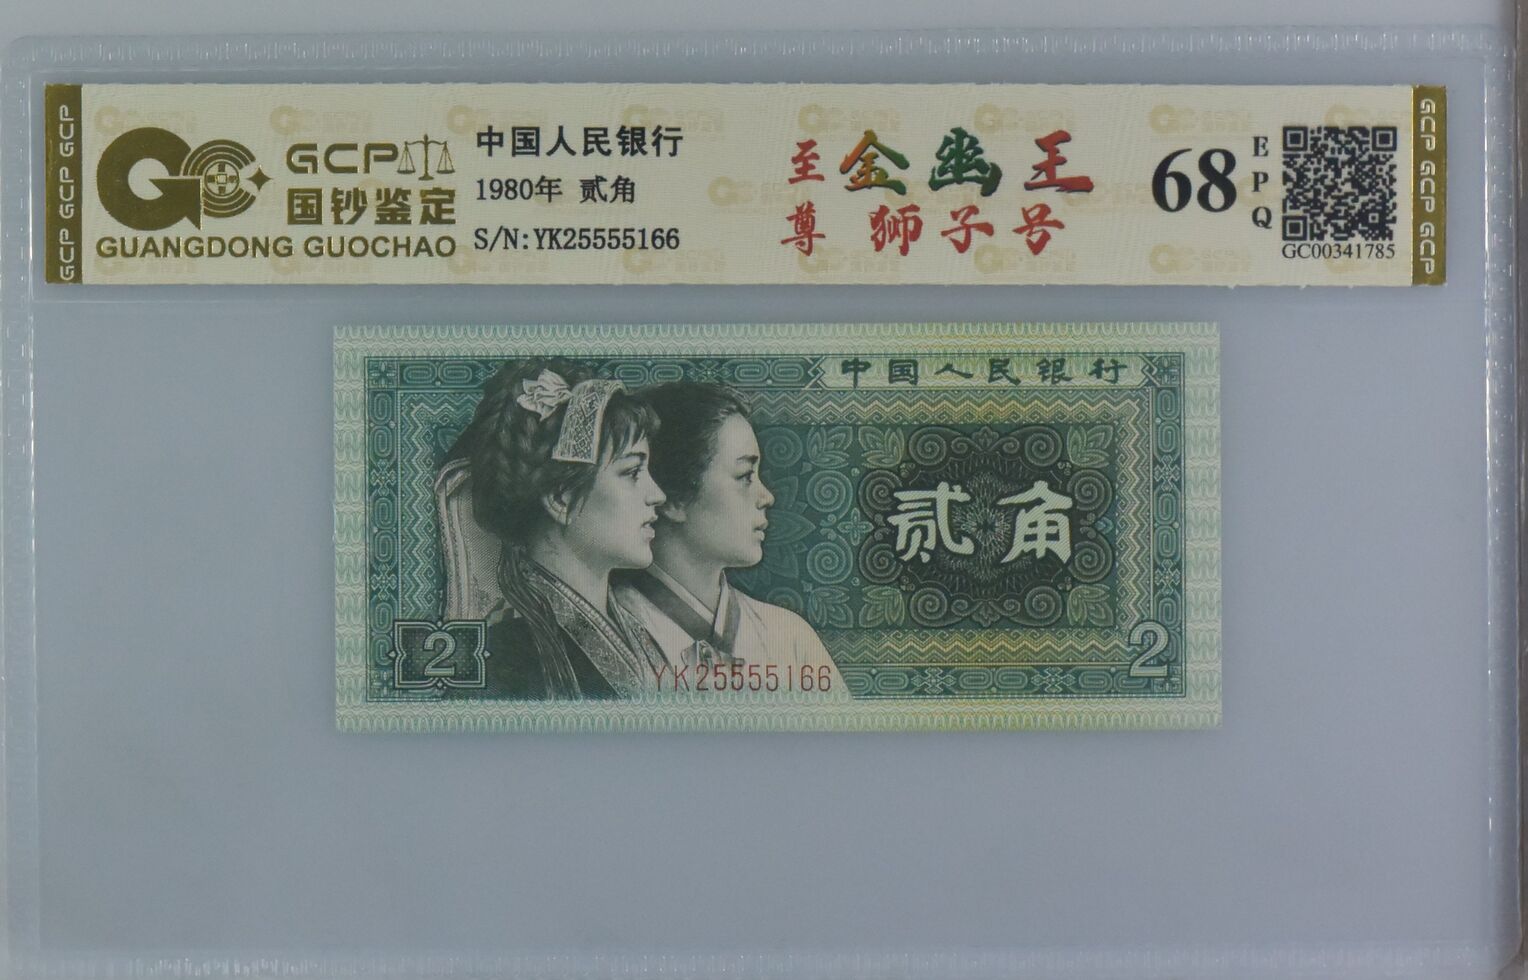 GCP GCP GCP
GCP
国钞鉴定
GUANGDONG GUOCHAO
中国人民银行
1980年 贰角
S/N:YK25555166
至尊
金幽王
狮子号
68
EPQ
GC00341785
GCP GCP GCP
中国人民银行
贰角
2
2
YK25555166